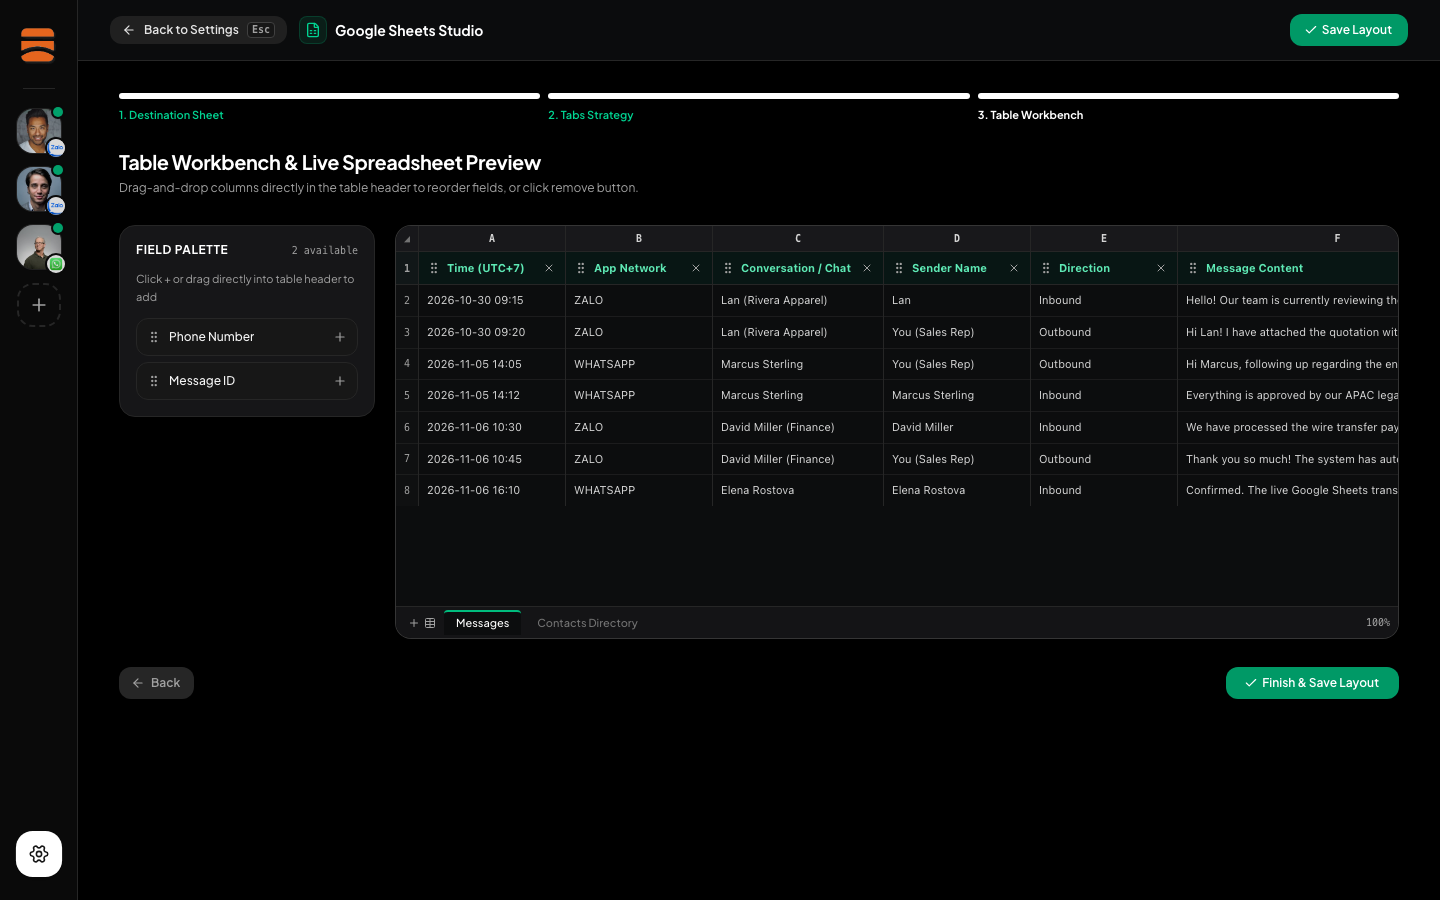 Back to Settings Esc
Google Sheets Studio
Save Layout
1. Destination Sheet
2. Tabs Strategy
3. Table Workbench
Table Workbench & Live Spreadsheet Preview
Drag-and-drop columns directly in the table header to reorder fields, or click remove button.
FIELD PALETTE 2 available
Click + or drag directly into table header to
add
Phone Number
Message ID
A B C D E F
1 Time (UTC+7) App Network Conversation / Chat Sender Name Direction Message Content
2 2026-10-30 09:15 ZALO Lan (Rivera Apparel) Lan Inbound Hello! Our team is currently reviewing the
3 2026-10-30 09:20 ZALO Lan (Rivera Apparel) You (Sales Rep) Outbound Hi Lan! I have attached the quotation wit
4 2026-11-05 14:05 WHATSAPP Marcus Sterling You (Sales Rep) Outbound Hi Marcus, following up regarding the en
5 2026-11-05 14:12 WHATSAPP Marcus Sterling Marcus Sterling Inbound Everything is approved by our APAC lega
6 2026-11-06 10:30 ZALO David Miller (Finance) David Miller Inbound We have processed the wire transfer pay
7 2026-11-06 10:45 ZALO David Miller (Finance) You (Sales Rep) Outbound Thank you so much! The system has aut
8 2026-11-06 16:10 WHATSAPP Elena Rostova Elena Rostova Inbound Confirmed. The live Google Sheets trans
Messages
Contacts Directory
100%
Back
Finish & Save Layout
Zalo
Zalo